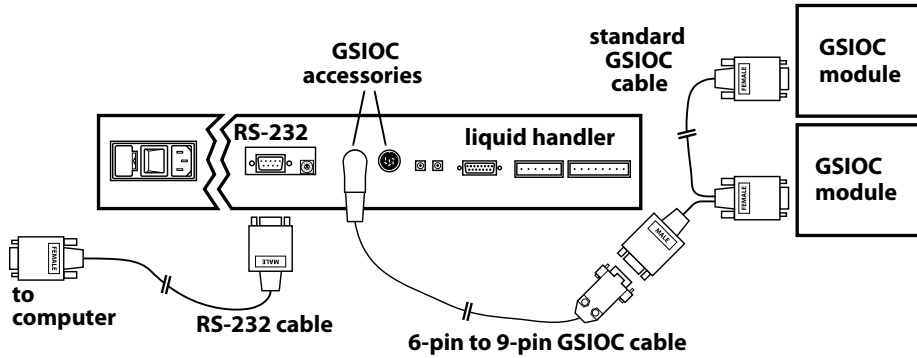 GSIOC
accessories
standard
GSIOC
cable
GSIOC
module
FEMALE
RS-232
liquid handler
GSIOC
module
FEMALE
MALE
FEMALE
MALE
to
computer
RS-232 cable
6-pin to 9-pin GSIOC cable